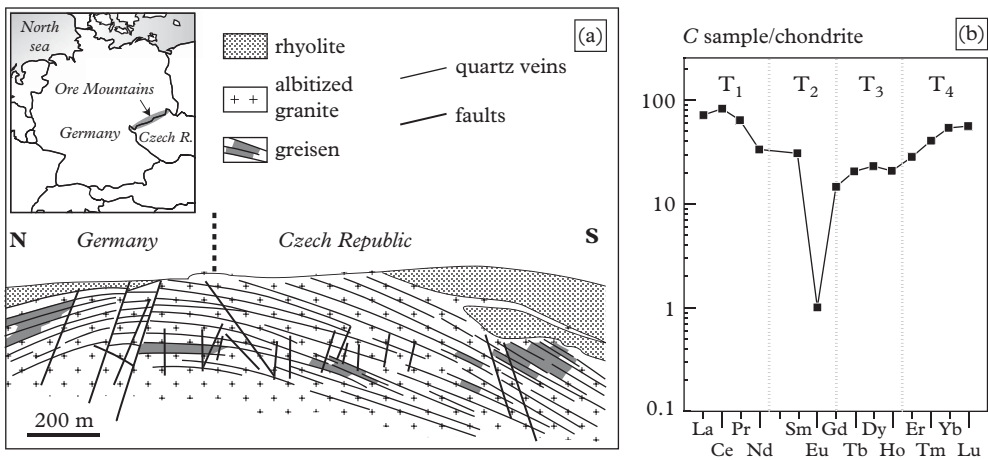 North
sea
Ore Mountains
Germany
Czech R.
rhyolite
albitized
granite
greisen
quartz veins
faults
(a)
N
Germany
Czech Republic
S
200 m
(b)
C sample/chondrite
T1
T2
T3
T4
100
10
1
0.1
La Pr Sm Gd Dy Er Yb
Ce Nd Eu Tb Ho Tm Lu